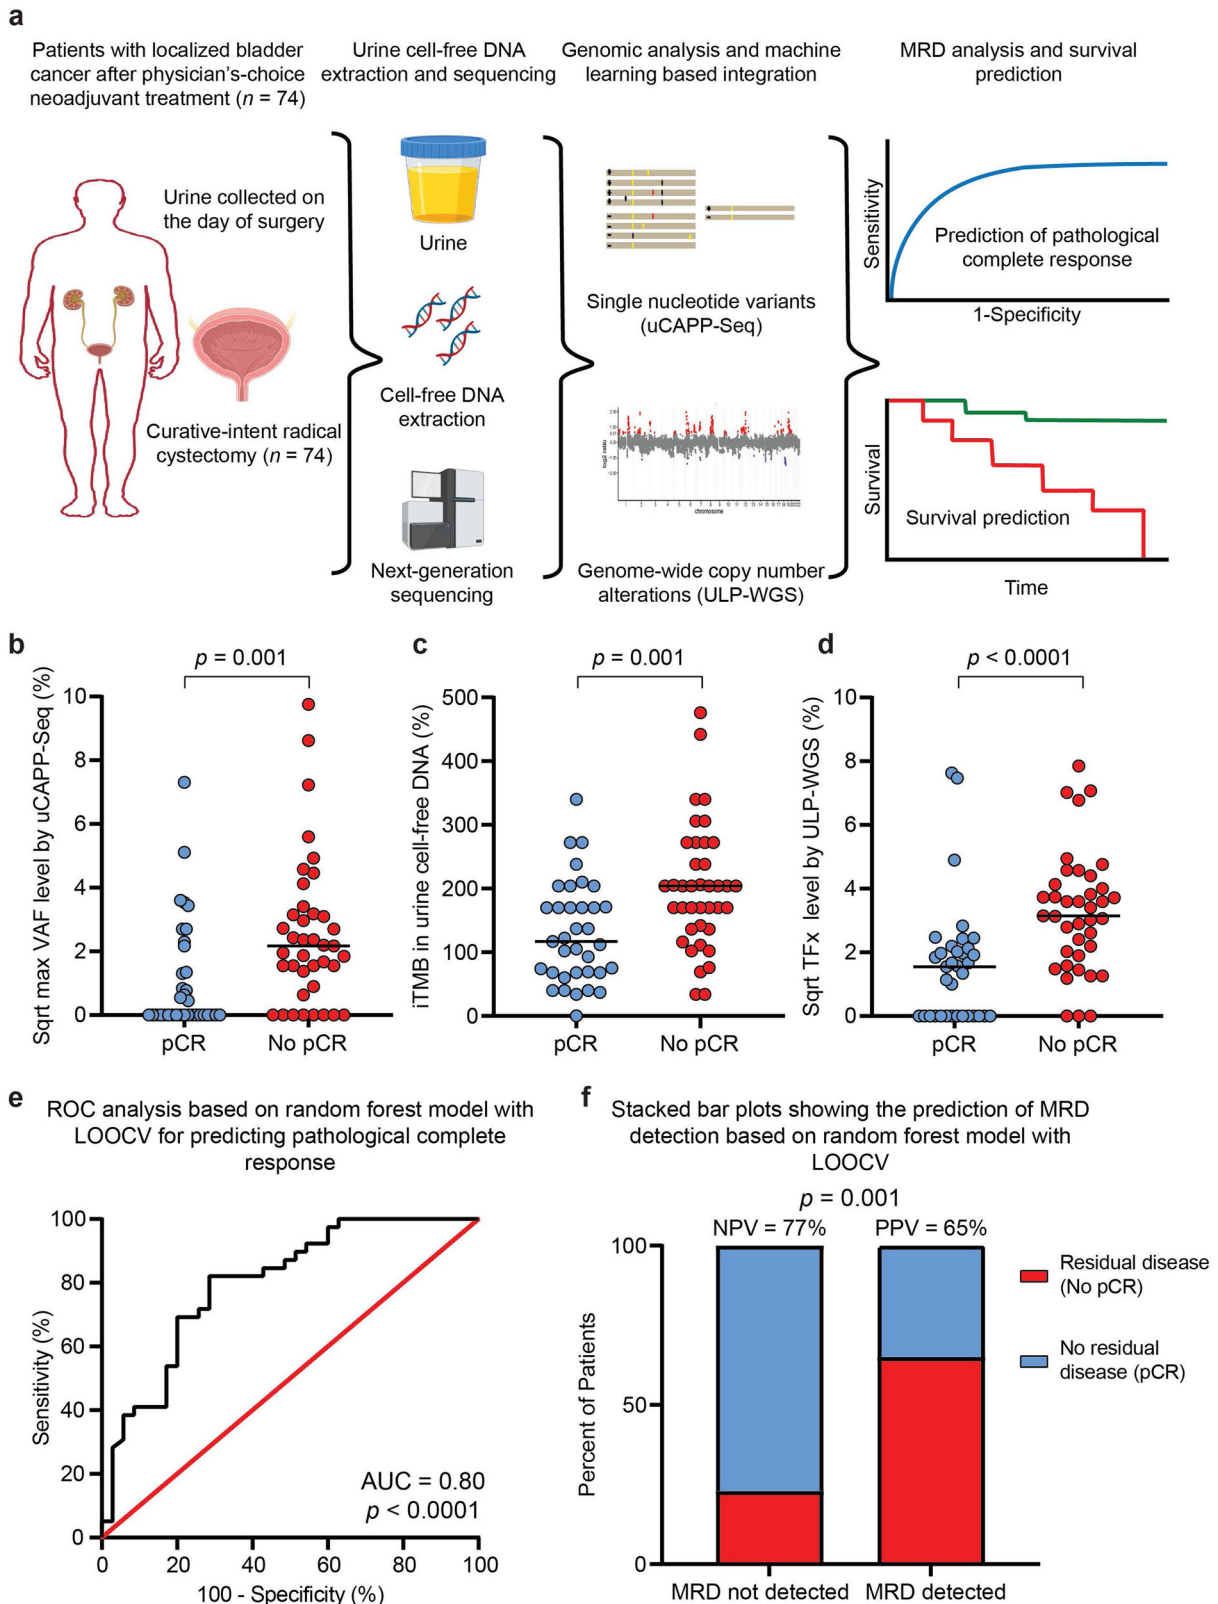 a
Patients with localized bladder
cancer after physician's-choice
neoadjuvant treatment (n = 74)
Urine cell-free DNA
extraction and sequencing
Genomic analysis and machine
learning based integration
MRD analysis and survival
prediction
Urine collected on
the day of surgery
Curative-intent radical
cystectomy (n = 74)
Urine
Cell-free DNA
extraction
Next-generation
sequencing
Single nucleotide variants
(uCAPP-Seq)
log2 ratio
chromosome
Genome-wide copy number
alterations (ULP-WGS)
Sensitivity
Prediction of pathological
complete response
1-Specificity
Survival
Survival prediction
Time
b
p = 0.001
Sqrt max VAF level by uCAPP-Seq (%)
10
8
6
4
2
0
pCR
No pCR
c
p = 0.001
iTMB in urine cell-free DNA (%)
500
400
300
200
100
0
pCR
No pCR
d
p < 0.0001
Sqrt TFx level by ULP-WGS (%)
10
8
6
4
2
0
pCR
No pCR
e
ROC analysis based on random forest model with
LOOCV for predicting pathological complete
response
Sensitivity (%)
100
80
60
40
20
0
AUC = 0.80
p < 0.0001
0 20 40 60 80 100
100 - Specificity (%)
f
Stacked bar plots showing the prediction of MRD
detection based on random forest model with
LOOCV
p = 0.001
NPV = 77% PPV = 65%
Percent of Patients
100
50
0
MRD not detected MRD detected
Residual disease
(No pCR)
No residual
disease (pCR)